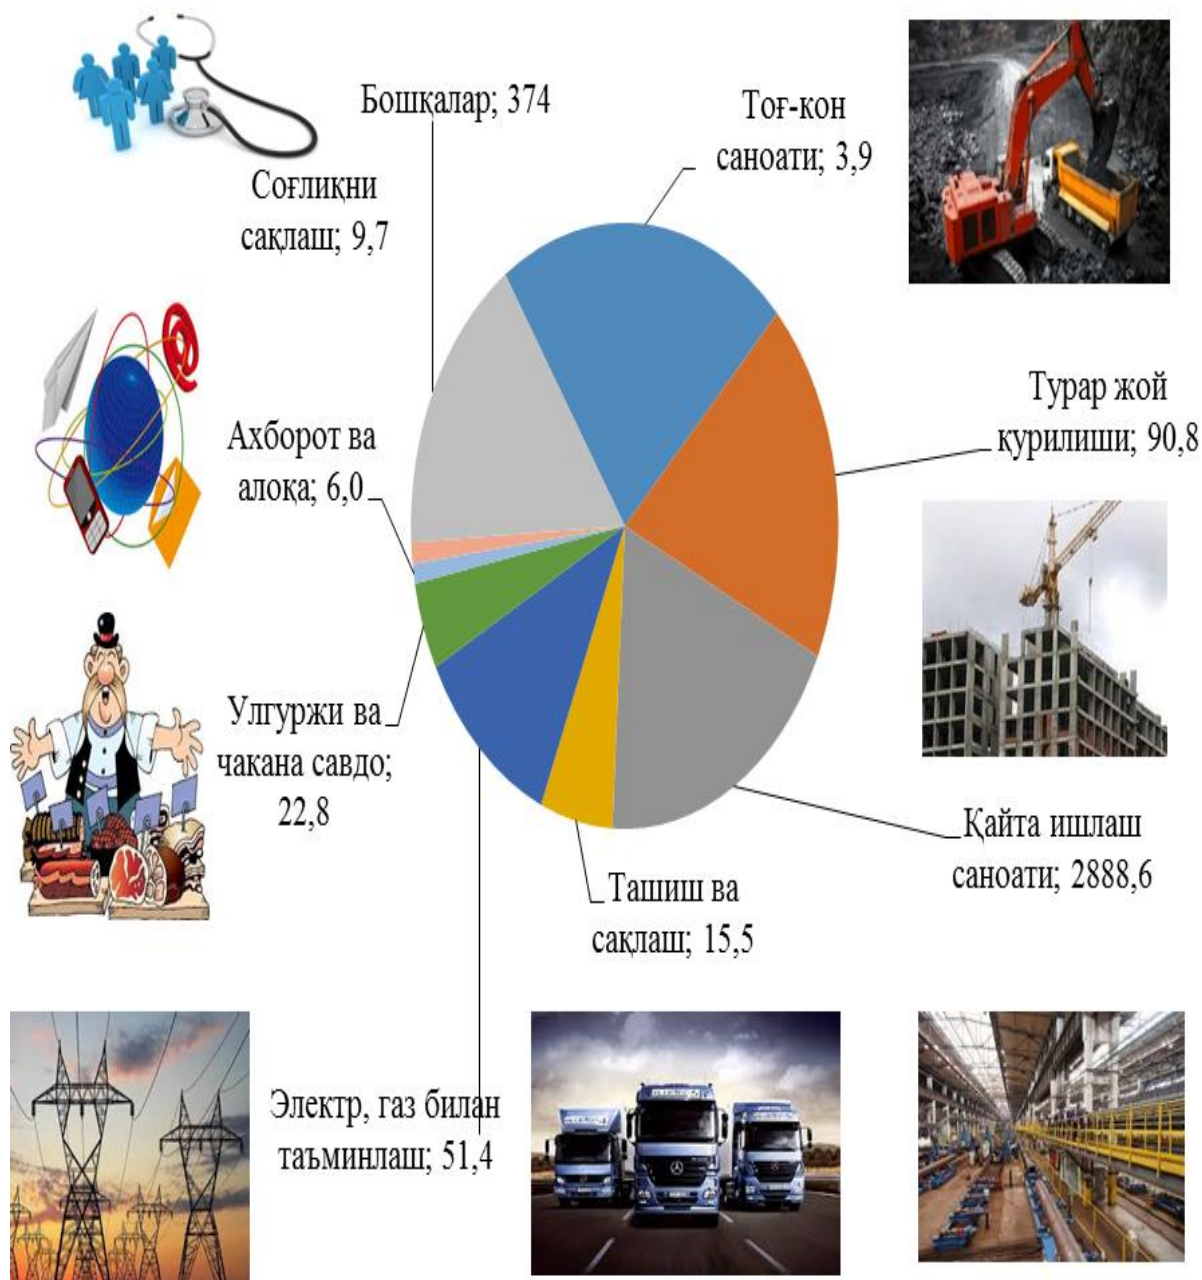 Бошқалар; 374
Тоғ-кон
саноати; 3,9
Соғлиқни
сақлаш; 9,7
Турар жой
қурилиши; 90,8
Ахборот ва
алоқа; 6,0
Улгуржи ва
чакана савдо;
22,8
Қайта ишлаш
саноати; 2888,6
Ташиш ва
сақлаш; 15,5
Электр, газ билан
таъминлаш; 51,4